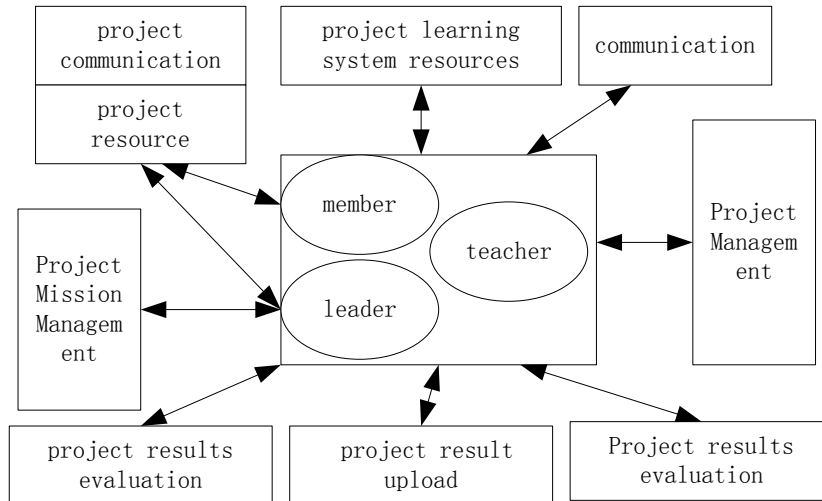 project
communication
project
resource
project learning
system resources
communication
member
teacher
leader
Project
Mission
Managem
ent
Project
Managem
ent
project results
evaluation
project result
upload
Project results
evaluation